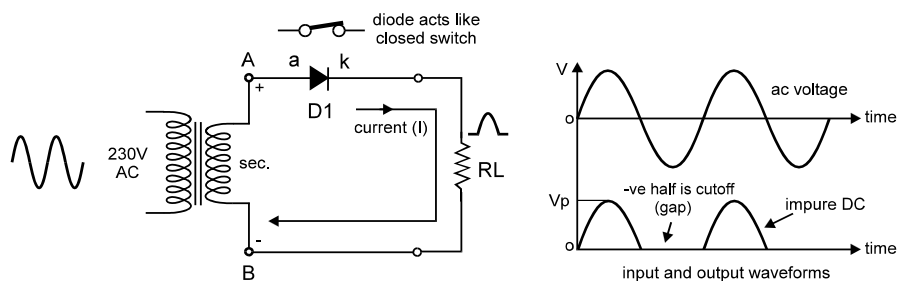 diode acts like
closed switch
A
a
k
+
D1
current (I)
230V
AC
sec.
RL
-
B
V
ac voltage
o
time
Vp
-ve half is cutoff
(gap)
impure DC
o
time
input and output waveforms